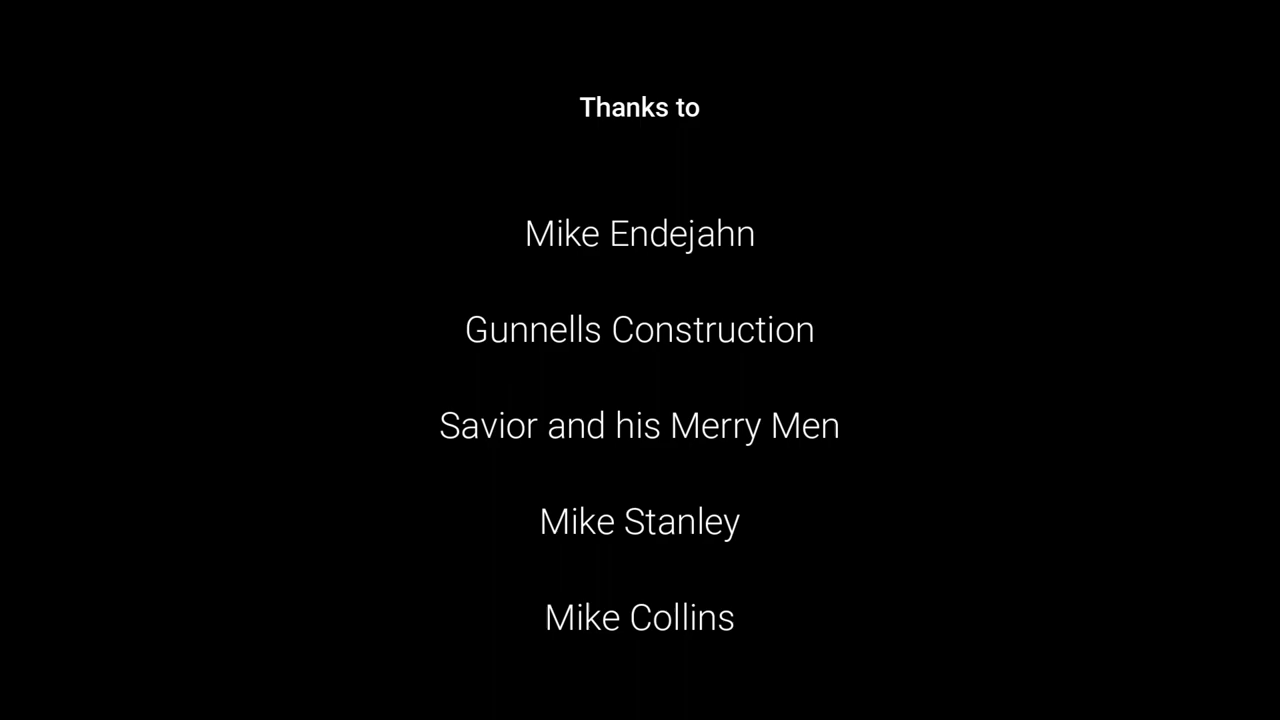 Thanks to
Mike Endejahn
Gunnells Construction
Savior and his Merry Men
Mike Stanley
Mike Collins